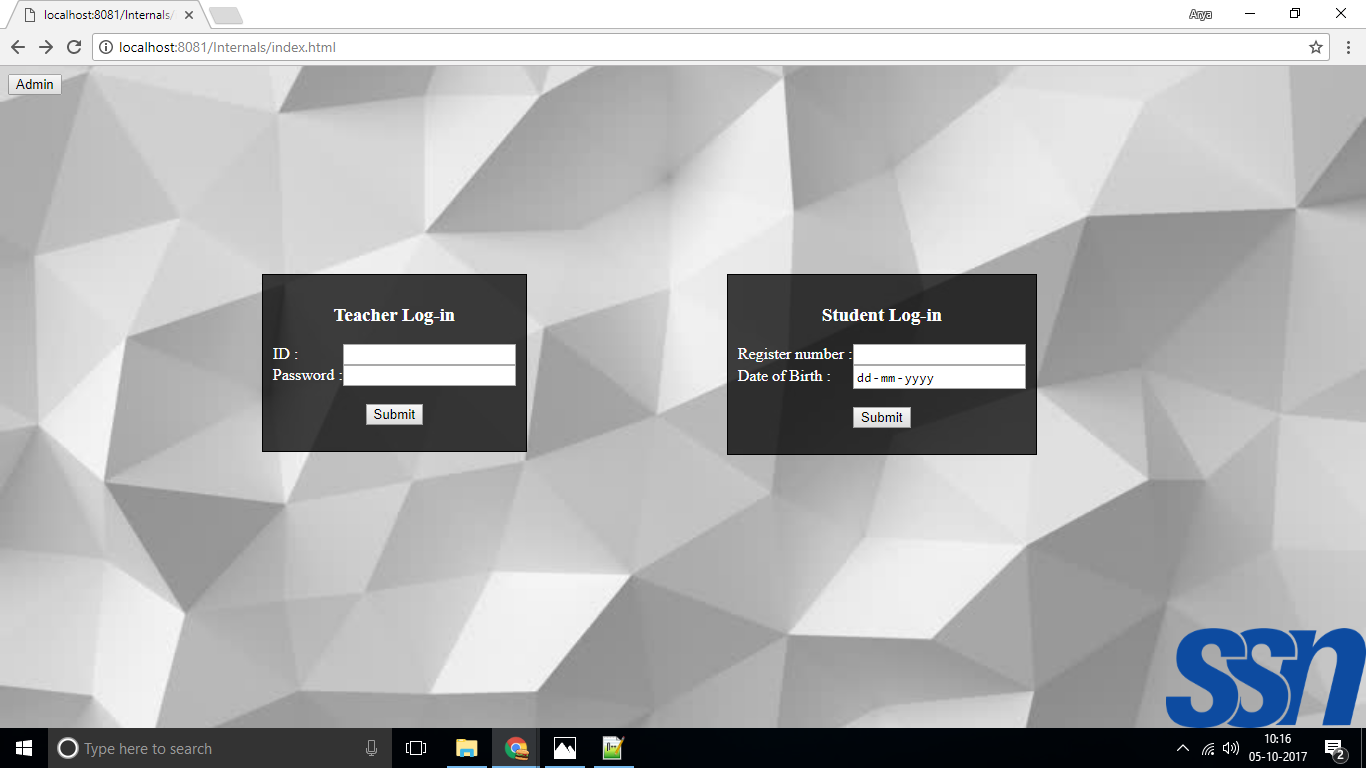 localhost:8081/Internals/
Arya
localhost:8081/Internals/index.html
Admin
Teacher Log-in
ID :
Password :
Submit
Student Log-in
Register number :
Date of Birth :
dd-mm-yyyy
Submit
ssn
Type here to search
10:16
05-10-2017
2